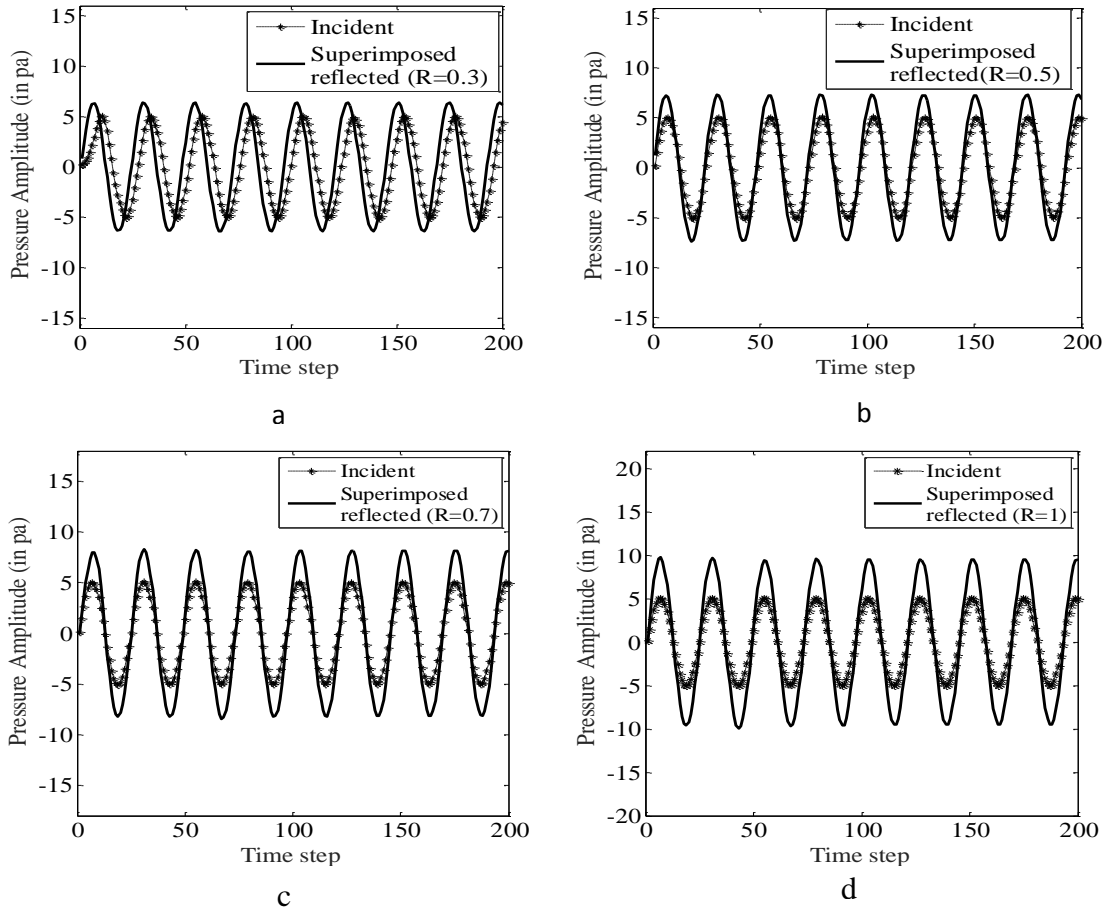 Incident
Superimposed
reflected (R=0.3)
15
10
5
0
-5
-10
-15
Pressure Amplitude (in pa)
0 50 100 150 200
Time step
a
Incident
Superimposed
reflected(R=0.5)
15
10
5
0
-5
-10
-15
Pressure Amplitude (in pa)
0 50 100 150 200
Time step
b
Incident
Superimposed
reflected (R=0.7)
15
10
5
0
-5
-10
-15
Pressure Amplitude (in pa)
0 50 100 150 200
Time step
c
Incident
Superimposed
reflected (R=1)
20
15
10
5
0
-5
-10
-15
-20
Pressure Amplitude (in pa)
0 50 100 150 200
Time step
d